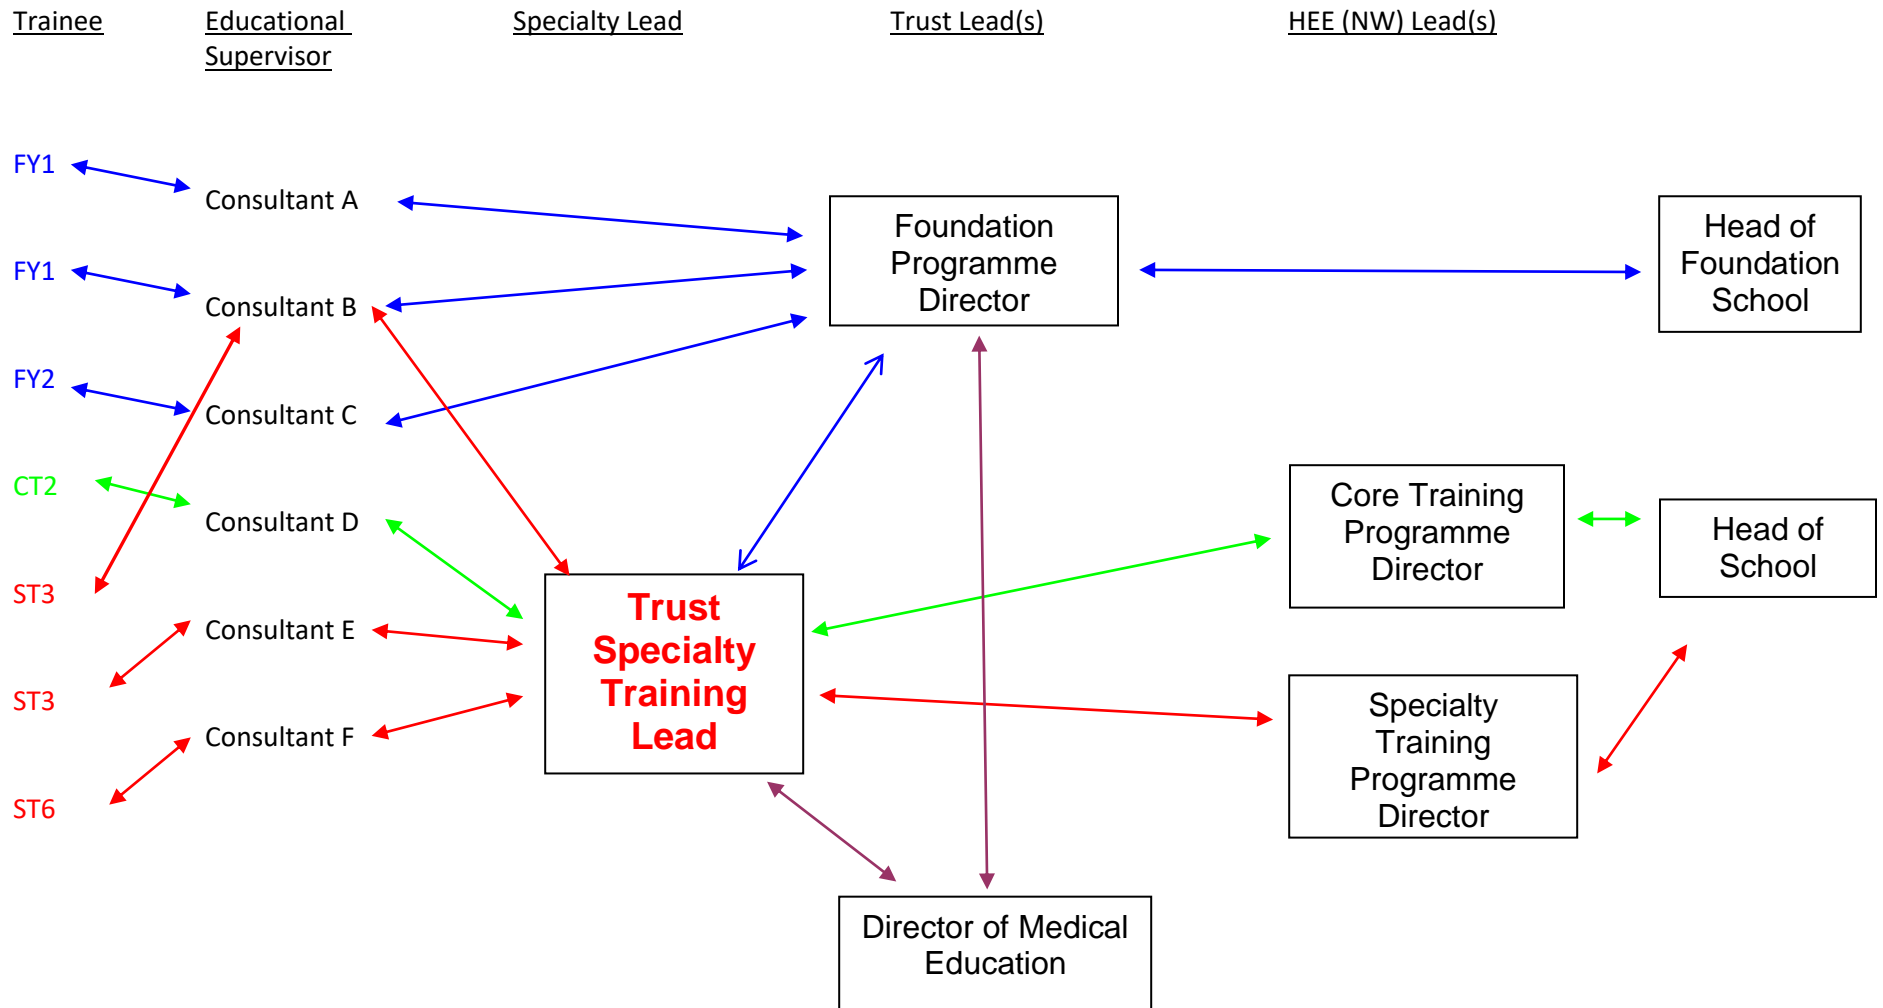 Trainee
Educational
Supervisor
Specialty Lead
Trust Lead(s)
HEE (NW) Lead(s)
FY1
FY1
FY2
CT2
ST3
ST3
ST6
Consultant A
Consultant B
Consultant C
Consultant D
Consultant E
Consultant F
Trust
Specialty
Training
Lead
Foundation
Programme
Director
Director of Medical
Education
Core Training
Programme
Director
Specialty
Training
Programme
Director
Head of
Foundation
School
Head of
School